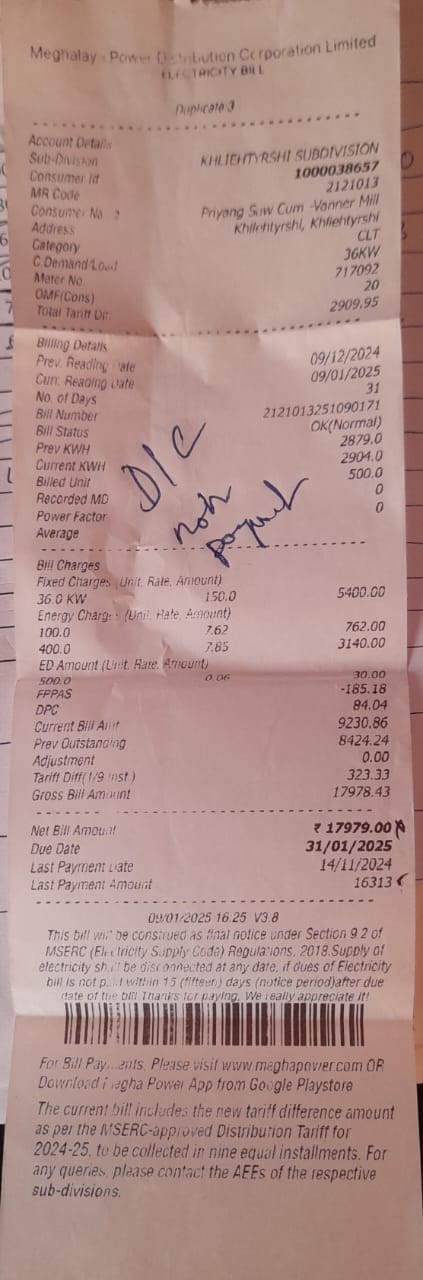 Meghalaya Power Distribution Corporation Limited
ELECTRICITY BILL
Duplicate 3
Account Details
Sub-Division KHLIEHTYRSHI SUBDIVISION
Consumer Id 1000038657
MR Code 2121013
Consumer Name Priyang Saw Cum -Vanner Mill
Address Khliehtyrshi, Khliehtyrshi
Category CLT
C.Demand/Load 36KW
Meter No 717092
OMF(Cons) 20
Total Tariff Dif. 2909.95
Billing Details
Prev. Reading Date 09/12/2024
Curr. Reading Date 09/01/2025
No. of Days 31
Bill Number 2121013251090171
Bill Status OK(Normal)
Prev KWH 2879.0
Current KWH 2904.0
Billed Unit 500.0
Recorded MD 0
Power Factor 0
Average
D/C
not
Bill Charges
Fixed Charges (Unit, Rate, Amount)
36.0 KW 150.0 5400.00
Energy Charges (Unit, Rate, Amount)
100.0 7.62 762.00
400.0 7.85 3140.00
ED Amount (Unit, Rate, Amount)
500.0 0.06 30.00
FPPAS -185.18
DPC 84.04
Current Bill Amt 9230.86
Prev Outstanding 8424.24
Adjustment 0.00
Tariff Diff(1/9 Inst.) 323.33
Gross Bill Amount 17978.43
Net Bill Amount ₹ 17979.00
Due Date 31/01/2025
Last Payment Date 14/11/2024
Last Payment Amount 16313
09/01/2025 16:25 V3.8
This bill will be construed as final notice under Section 9.2 of
MSERC (Electricity Supply Code) Regulations, 2018.Supply of
electricity shall be disconnected at any date, if dues of Electricity
bill is not paid within 15 (fifteen) days (notice period)after due
date of the bill Thanks for paying, We really appreciate it!
For Bill Payments, Please visit www.meghapower.com OR
Download Megha Power App from Google Playstore
The current bill includes the new tariff difference amount
as per the MSERC-approved Distribution Tariff for
2024-25, to be collected in nine equal installments. For
any queries, please contact the AEEs of the respective
sub-divisions.